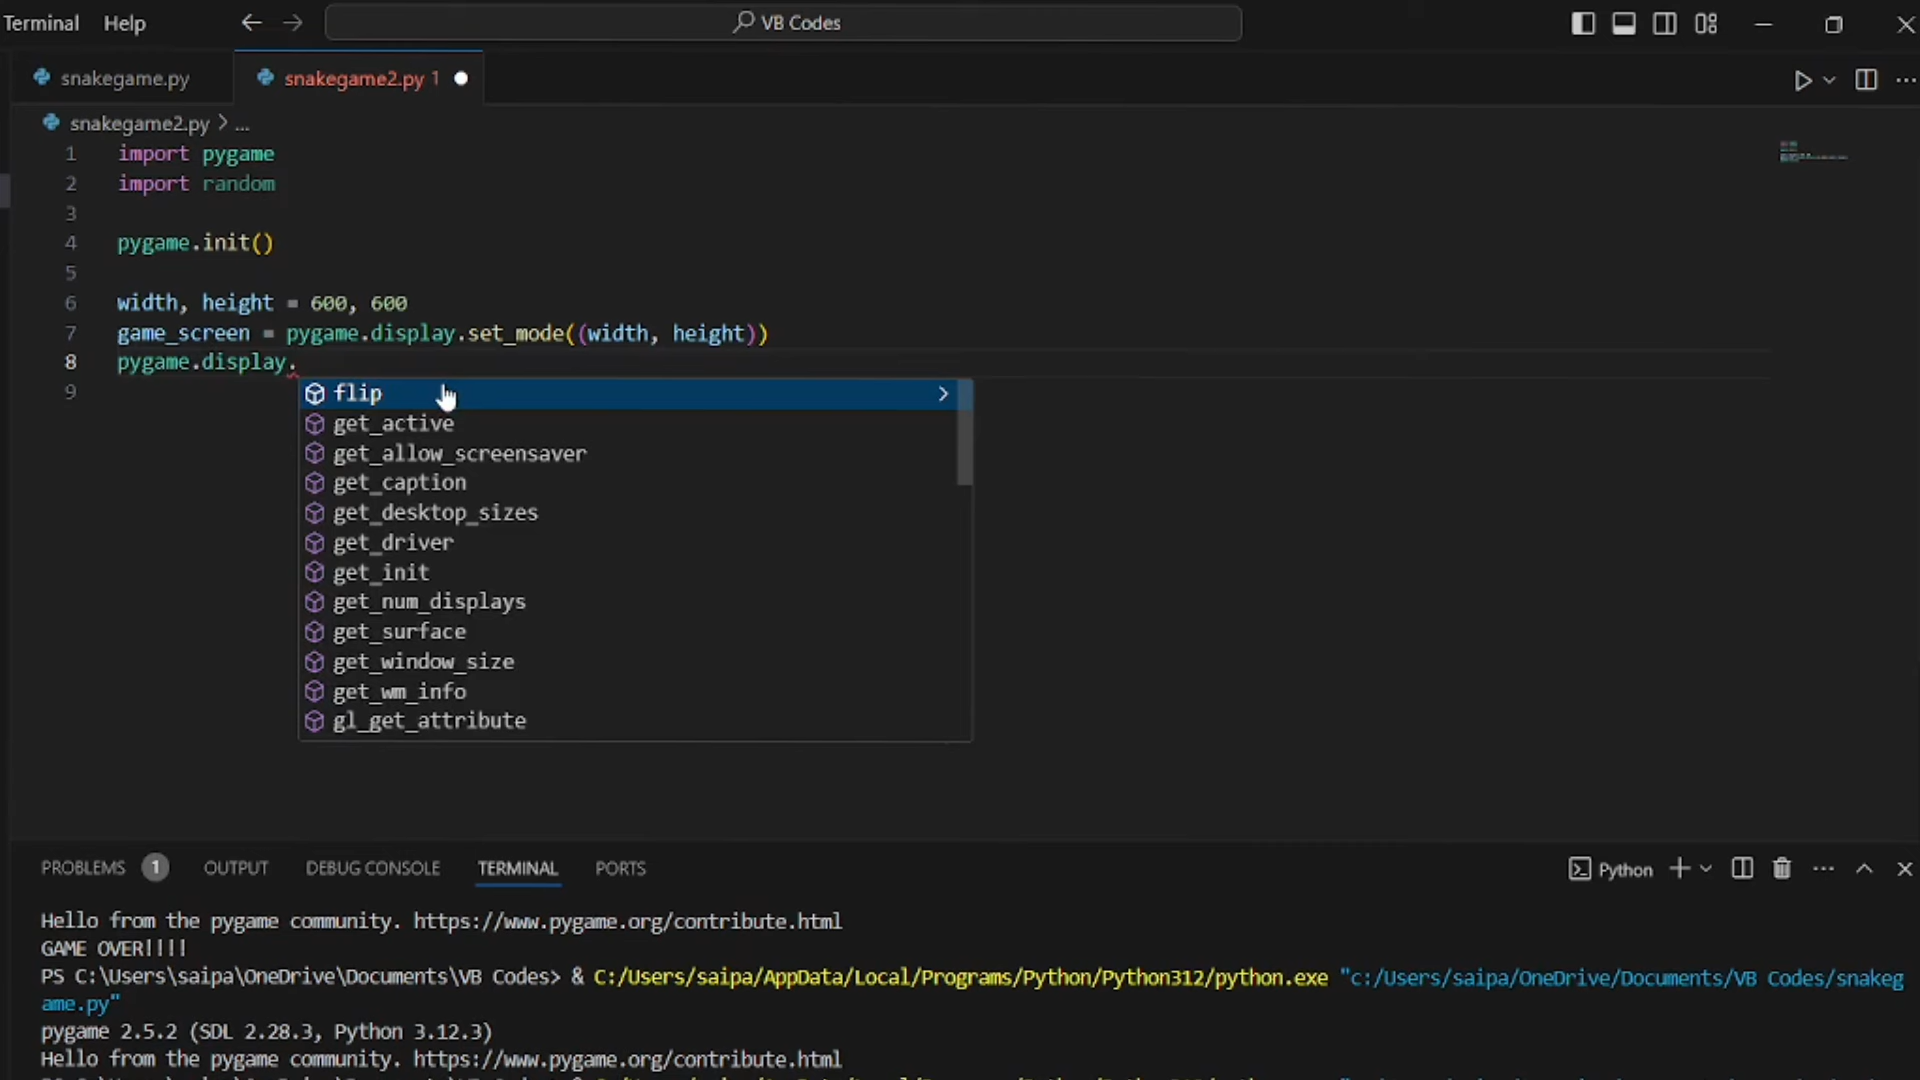 Terminal Help VB Codes
snakegame.py snakegame2.py 1
snakegame2.py > ...
1 import pygame
2 import random
3
4 pygame.init()
5
6 width, height = 600, 600
7 game_screen = pygame.display.set_mode((width, height))
8 pygame.display.
9
flip
get_active
get_allow_screensaver
get_caption
get_desktop_sizes
get_driver
get_init
get_num_displays
get_surface
get_window_size
get_wm_info
gl_get_attribute
PROBLEMS 1 OUTPUT DEBUG CONSOLE TERMINAL PORTS Python
Hello from the pygame community. https://www.pygame.org/contribute.html
GAME OVER!!!!
PS C:\Users\saipa\OneDrive\Documents\VB Codes> & C:/Users/saipa/AppData/Local/Programs/Python/Python312/python.exe "c:/Users/saipa/OneDrive/Documents/VB Codes/snakeg
ame.py"
pygame 2.5.2 (SDL 2.28.3, Python 3.12.3)
Hello from the pygame community. https://www.pygame.org/contribute.html